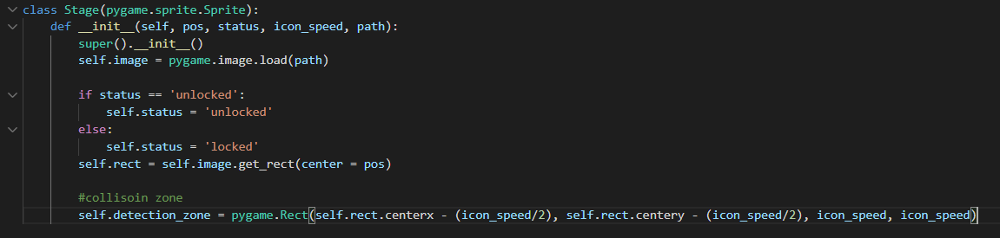 class Stage(pygame.sprite.Sprite):
def __init__(self, pos, status, icon_speed, path):
super().__init__()
self.image = pygame.image.load(path)
if status == 'unlocked':
self.status = 'unlocked'
else:
self.status = 'locked'
self.rect = self.image.get_rect(center = pos)
#collisoin zone
self.detection_zone = pygame.Rect(self.rect.centerx - (icon_speed/2), self.rect.centery - (icon_speed/2), icon_speed, icon_speed)